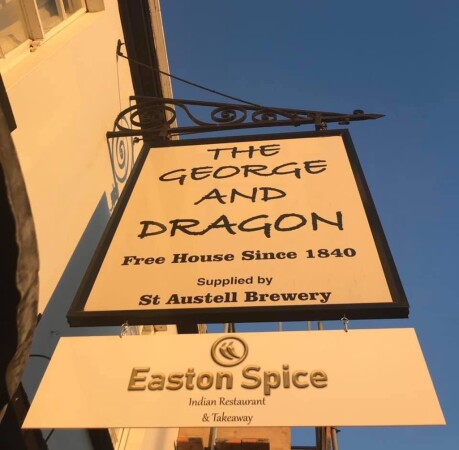 THE
GEORGE
AND
DRAGON
Free House Since 1840
Supplied by
St Austell Brewery
Easton Spice
Indian Restaurant
& Takeaway